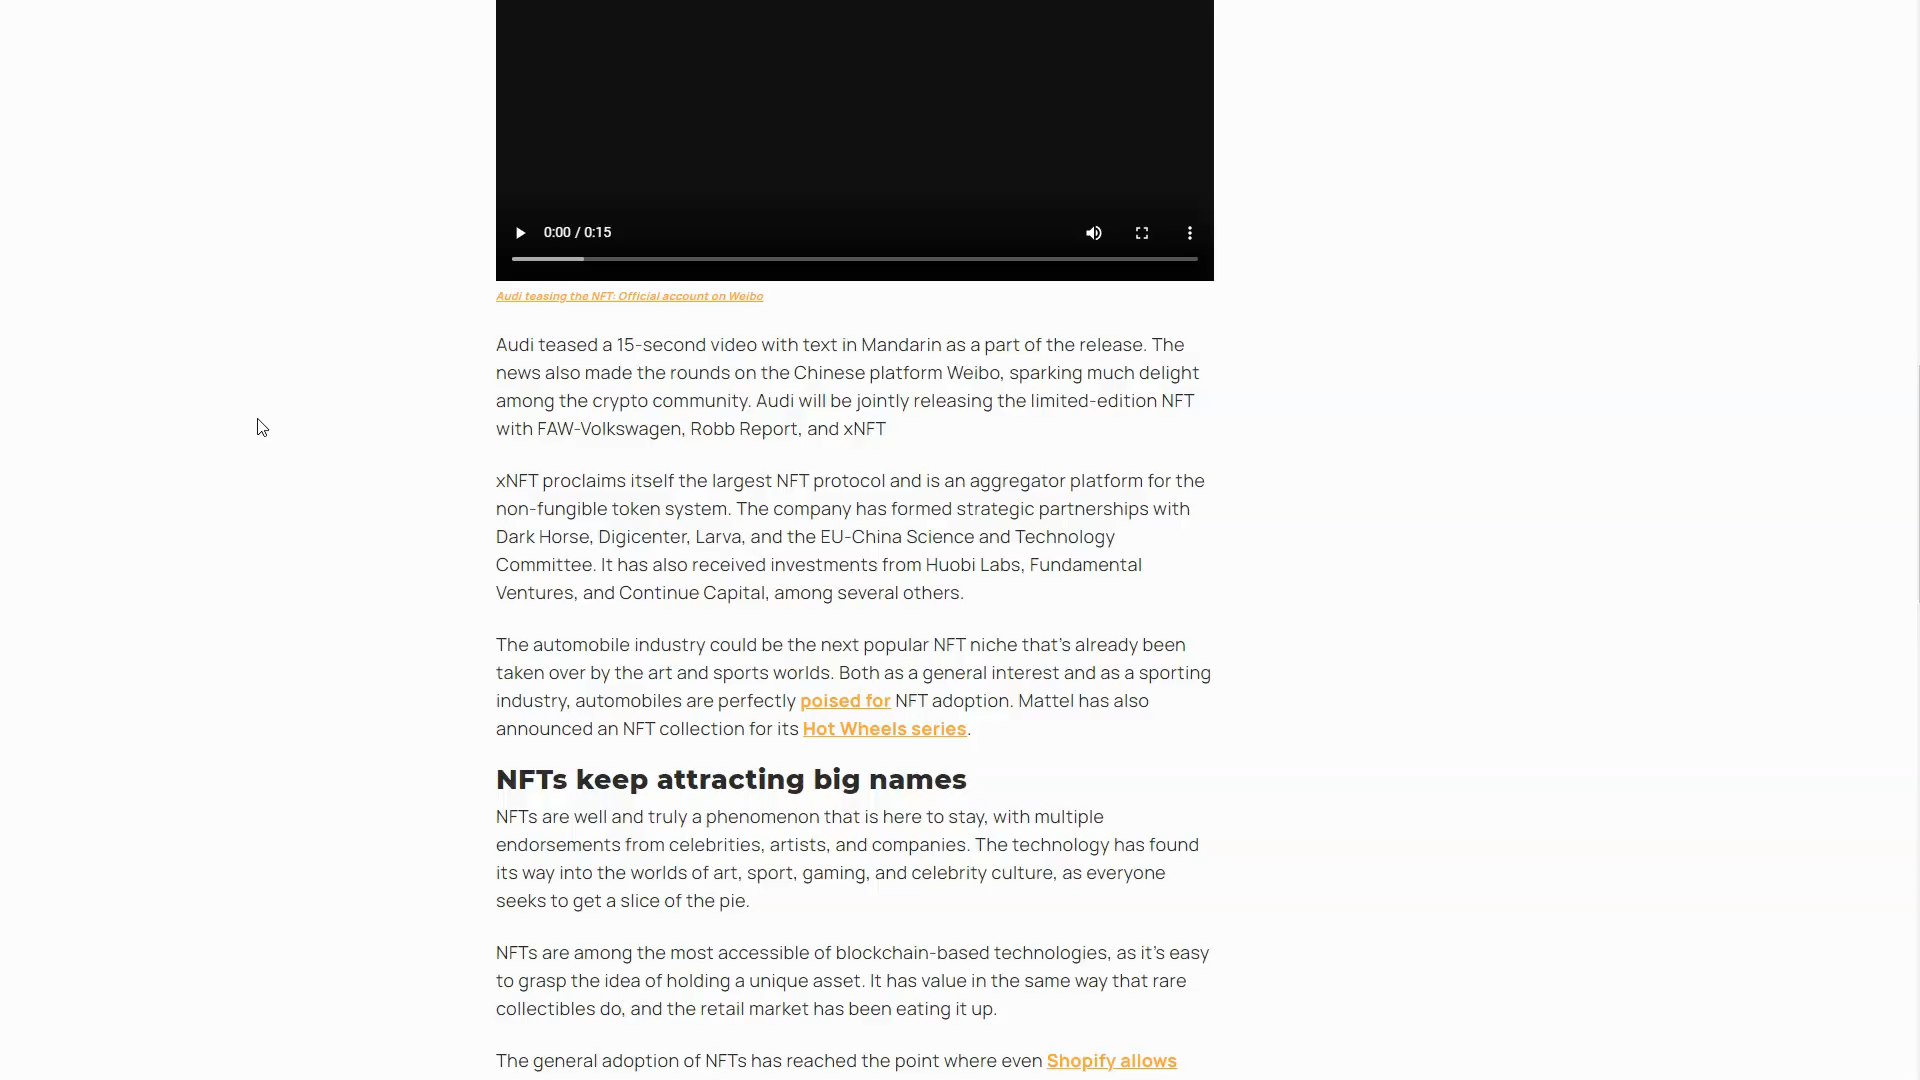 0:00 / 0:15
Audi teasing the NFT: Official account on Weibo
Audi teased a 15-second video with text in Mandarin as a part of the release. The
news also made the rounds on the Chinese platform Weibo, sparking much delight
among the crypto community. Audi will be jointly releasing the limited-edition NFT
with FAW-Volkswagen, Robb Report, and xNFT
xNFT proclaims itself the largest NFT protocol and is an aggregator platform for the
non-fungible token system. The company has formed strategic partnerships with
Dark Horse, Digicenter, Larva, and the EU-China Science and Technology
Committee. It has also received investments from Huobi Labs, Fundamental
Ventures, and Continue Capital, among several others.
The automobile industry could be the next popular NFT niche that's already been
taken over by the art and sports worlds. Both as a general interest and as a sporting
industry, automobiles are perfectly poised for NFT adoption. Mattel has also
announced an NFT collection for its Hot Wheels series.
NFTs keep attracting big names
NFTs are well and truly a phenomenon that is here to stay, with multiple
endorsements from celebrities, artists, and companies. The technology has found
its way into the worlds of art, sport, gaming, and celebrity culture, as everyone
seeks to get a slice of the pie.
NFTs are among the most accessible of blockchain-based technologies, as it's easy
to grasp the idea of holding a unique asset. It has value in the same way that rare
collectibles do, and the retail market has been eating it up.
The general adoption of NFTs has reached the point where even Shopify allows